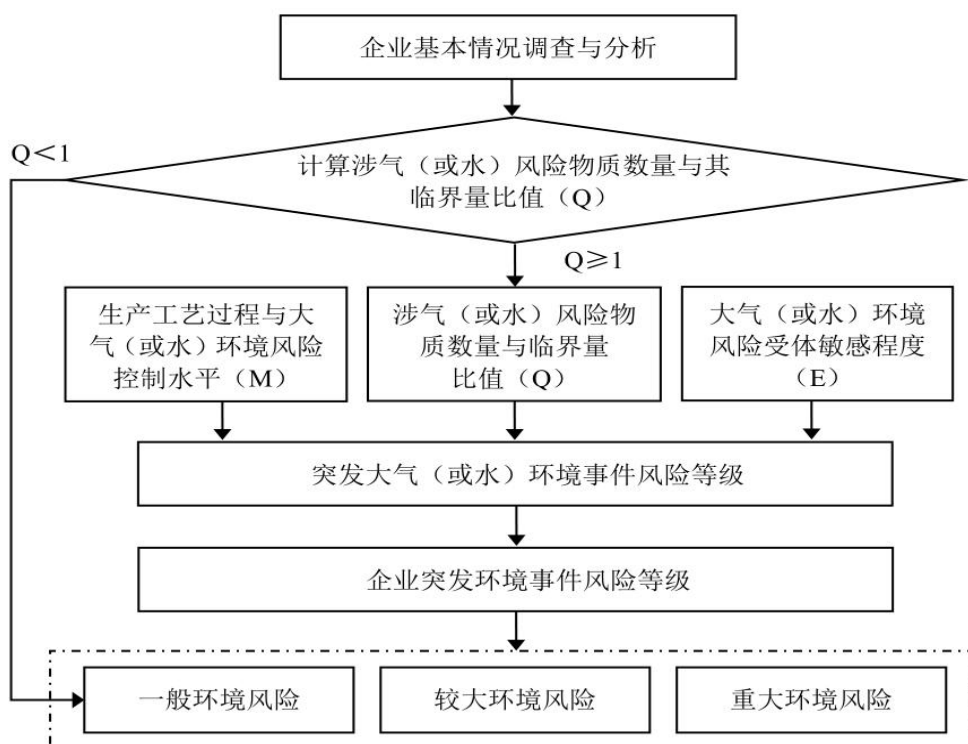 企业基本情况调查与分析
Q＜1
计算涉气（或水）风险物质数量与其
临界量比值（Q）
Q≥1
生产工艺过程与大
气（或水）环境风险
控制水平（M）
涉气（或水）风险物
质数量与临界量
比值（Q）
大气（或水）环境
风险受体敏感程度
（E）
突发大气（或水）环境事件风险等级
企业突发环境事件风险等级
一般环境风险
较大环境风险
重大环境风险